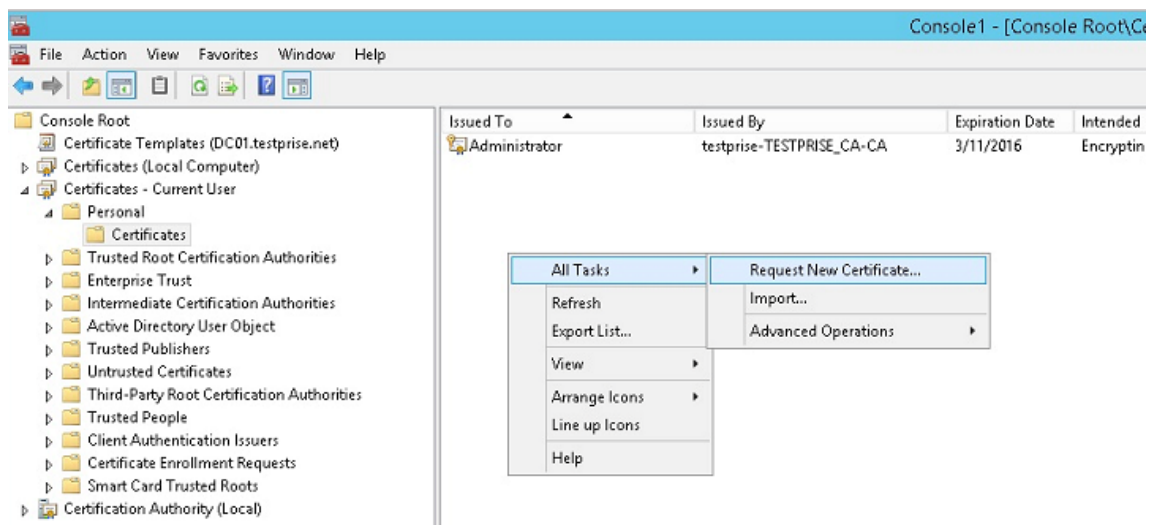 Console1 - [Console Root\Ce
File Action View Favorites Window Help
Console Root
Certificate Templates (DC01.testprise.net)
Certificates (Local Computer)
Certificates - Current User
Personal
Certificates
Trusted Root Certification Authorities
Enterprise Trust
Intermediate Certification Authorities
Active Directory User Object
Trusted Publishers
Untrusted Certificates
Third-Party Root Certification Authorities
Trusted People
Client Authentication Issuers
Certificate Enrollment Requests
Smart Card Trusted Roots
Certification Authority (Local)
Issued To Issued By Expiration Date Intended
Administrator testprise-TESTPRISE_CA-CA 3/11/2016 Encryptin
All Tasks
Refresh
Export List...
View
Arrange Icons
Line up Icons
Help
Request New Certificate...
Import...
Advanced Operations